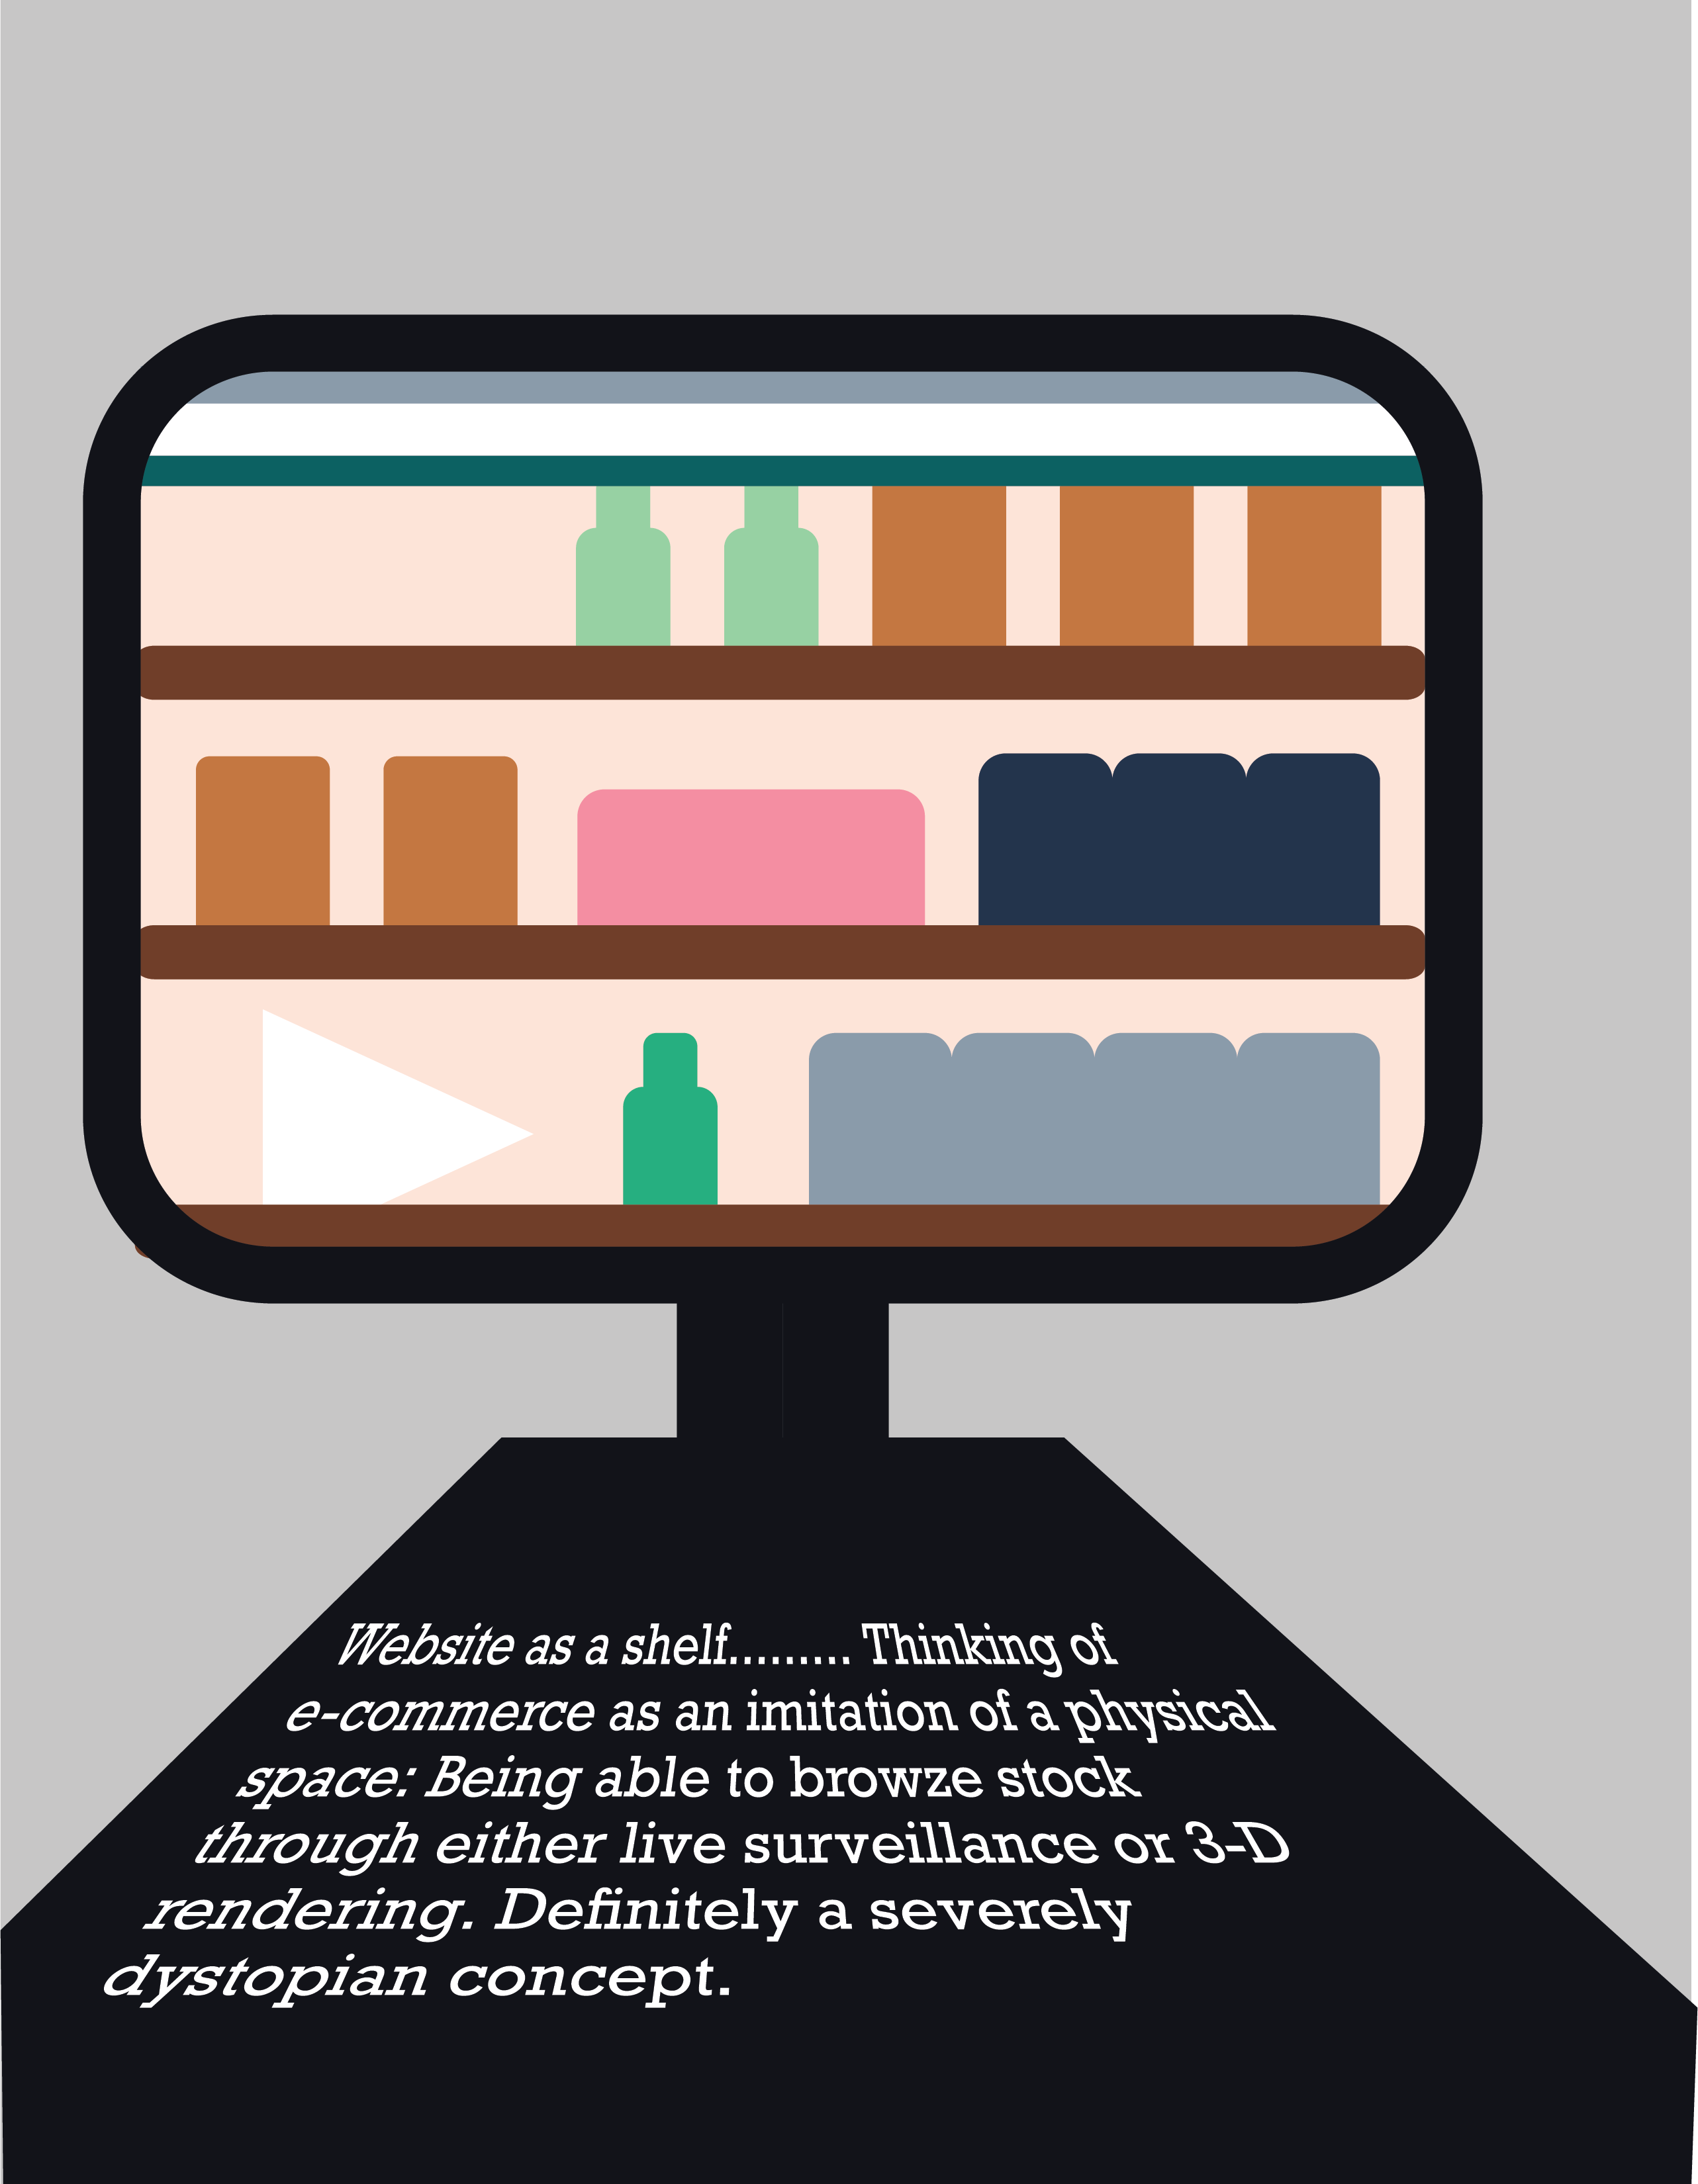 Website as a shelf.......... Thinking of
e-commerce as an imitation of a physical
space: Being able to browze stock
through either live surveillance or 3-D
rendering. Definitely a severely
dystopian concept.